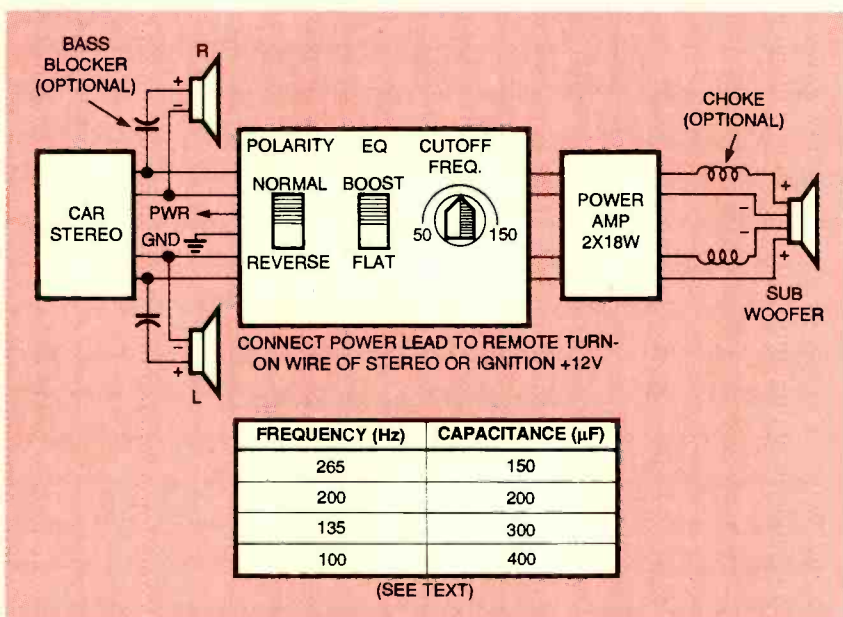 BASS
BLOCKER
(OPTIONAL)
R
+
−
CAR
STEREO
PWR
GND
−
+
L
POLARITY EQ CUTOFF
FREQ.
NORMAL BOOST
50 150
REVERSE FLAT
POWER
AMP
2X18W
CHOKE
(OPTIONAL)
+
−
−
+
SUB
WOOFER
CONNECT POWER LEAD TO REMOTE TURN-
ON WIRE OF STEREO OR IGNITION +12V
FREQUENCY (Hz) CAPACITANCE (µF)
265 150
200 200
135 300
100 400
(SEE TEXT)